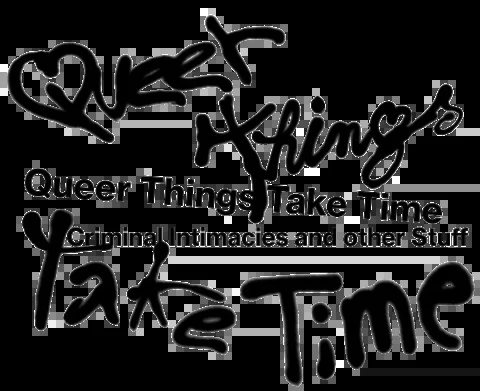 Queer
Things
Queer Things Take Time
Criminal Intimacies and other Stuff
Take Time